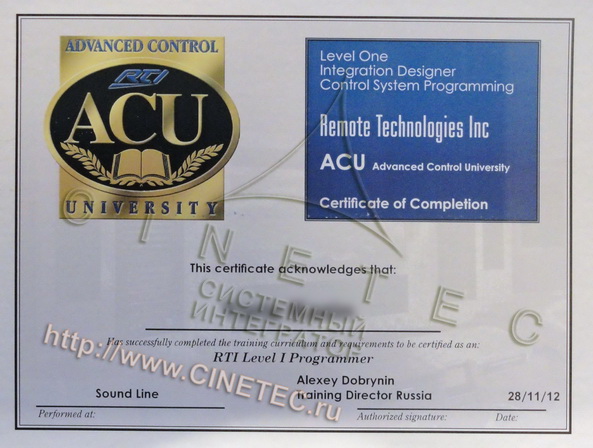 ADVANCED CONTROL
RTI
ACU
UNIVERSITY
Level One
Integration Designer
Control System Programming
Remote Technologies Inc
ACU Advanced Control University
Certificate of Completion
This certificate acknowledges that:
Has successfully completed the training curriculum and requirements to be certified as an:
RTI Level I Programmer
Sound Line
Alexey Dobrynin
Training Director Russia
28/11/12
Performed at:
Authorized signature:
Date:
© CINETEC
СИСТЕМНЫЙ
ИНТЕГРАТОР
http://www.CINETEC.ru